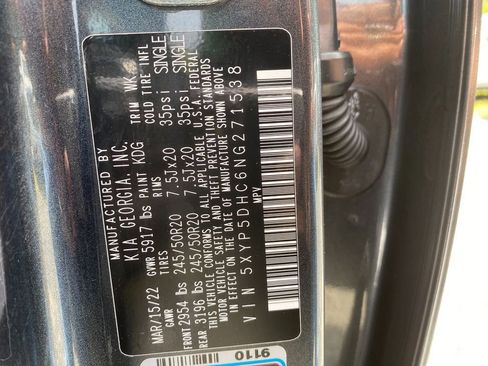 MANUFACTURED BY
KIA GEORGIA, INC.
MAR/15/22 GVWR 5917 lbs PAINT KDG TRIM WK
GAWR TIRES RIMS COLD TIRE INFL
FRONT 2954 lbs 245/50R20 7.5Jx20 35psi SINGLE
REAR 3196 lbs 245/50R20 7.5Jx20 35psi SINGLE
THIS VEHICLE CONFORMS TO ALL APPLICABLE U.S.A. FEDERAL
MOTOR VEHICLE SAFETY AND THEFT PREVENTION STANDARDS
IN EFFECT ON THE DATE OF MANUFACTURE SHOWN ABOVE
VIN 5XYP5DHC6NG271538
MPV
9110